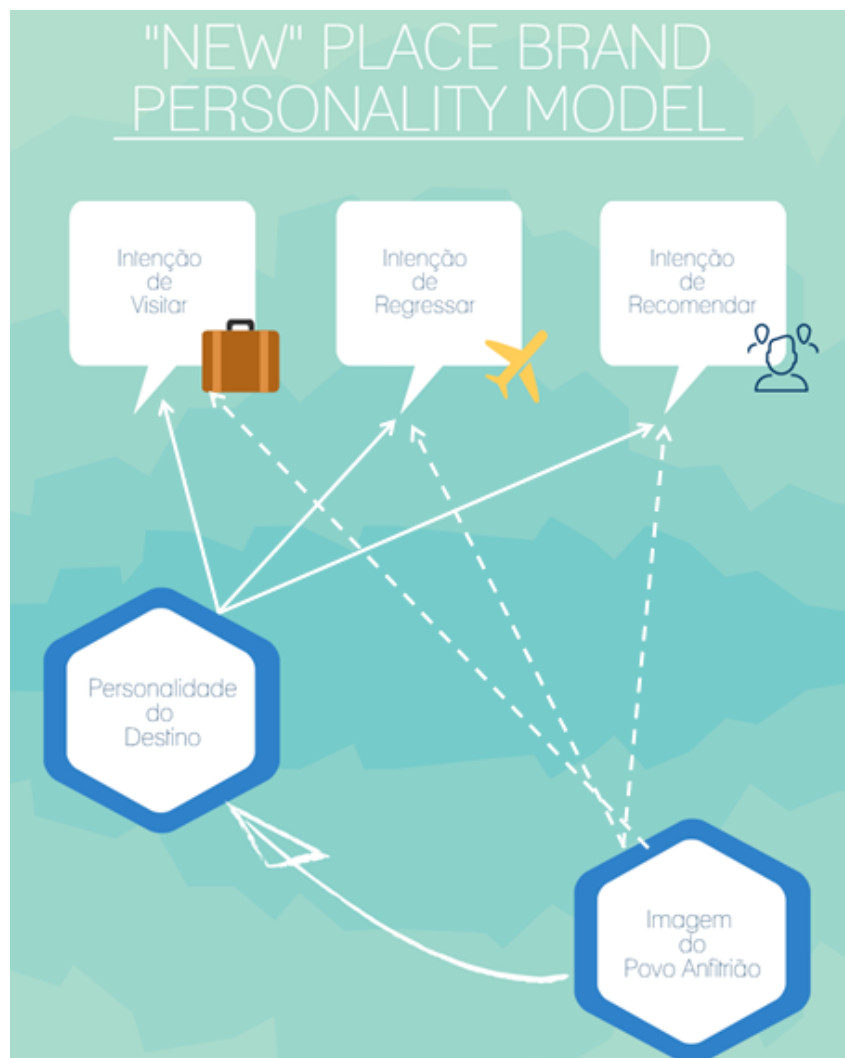 "NEW" PLACE BRAND
PERSONALITY MODEL
Intenção
de
Visitar
Intenção
de
Regressar
Intenção
de
Recomendar
Personalidade
do
Destino
Imagem
do
Povo Anfitrião